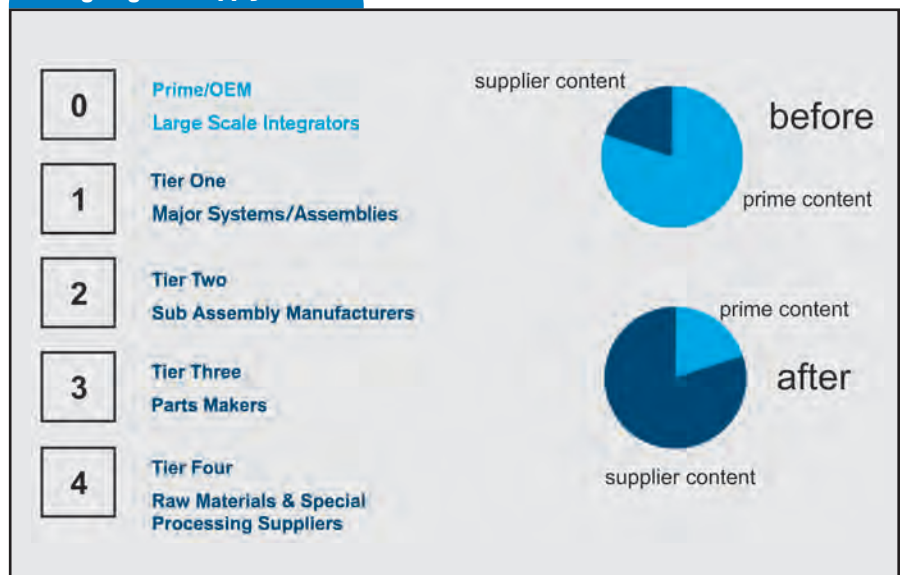 0
Prime/OEM
Large Scale Integrators
1
Tier One
Major Systems/Assemblies
2
Tier Two
Sub Assembly Manufacturers
3
Tier Three
Parts Makers
4
Tier Four
Raw Materials & Special
Processing Suppliers
supplier content
before
prime content
prime content
after
supplier content